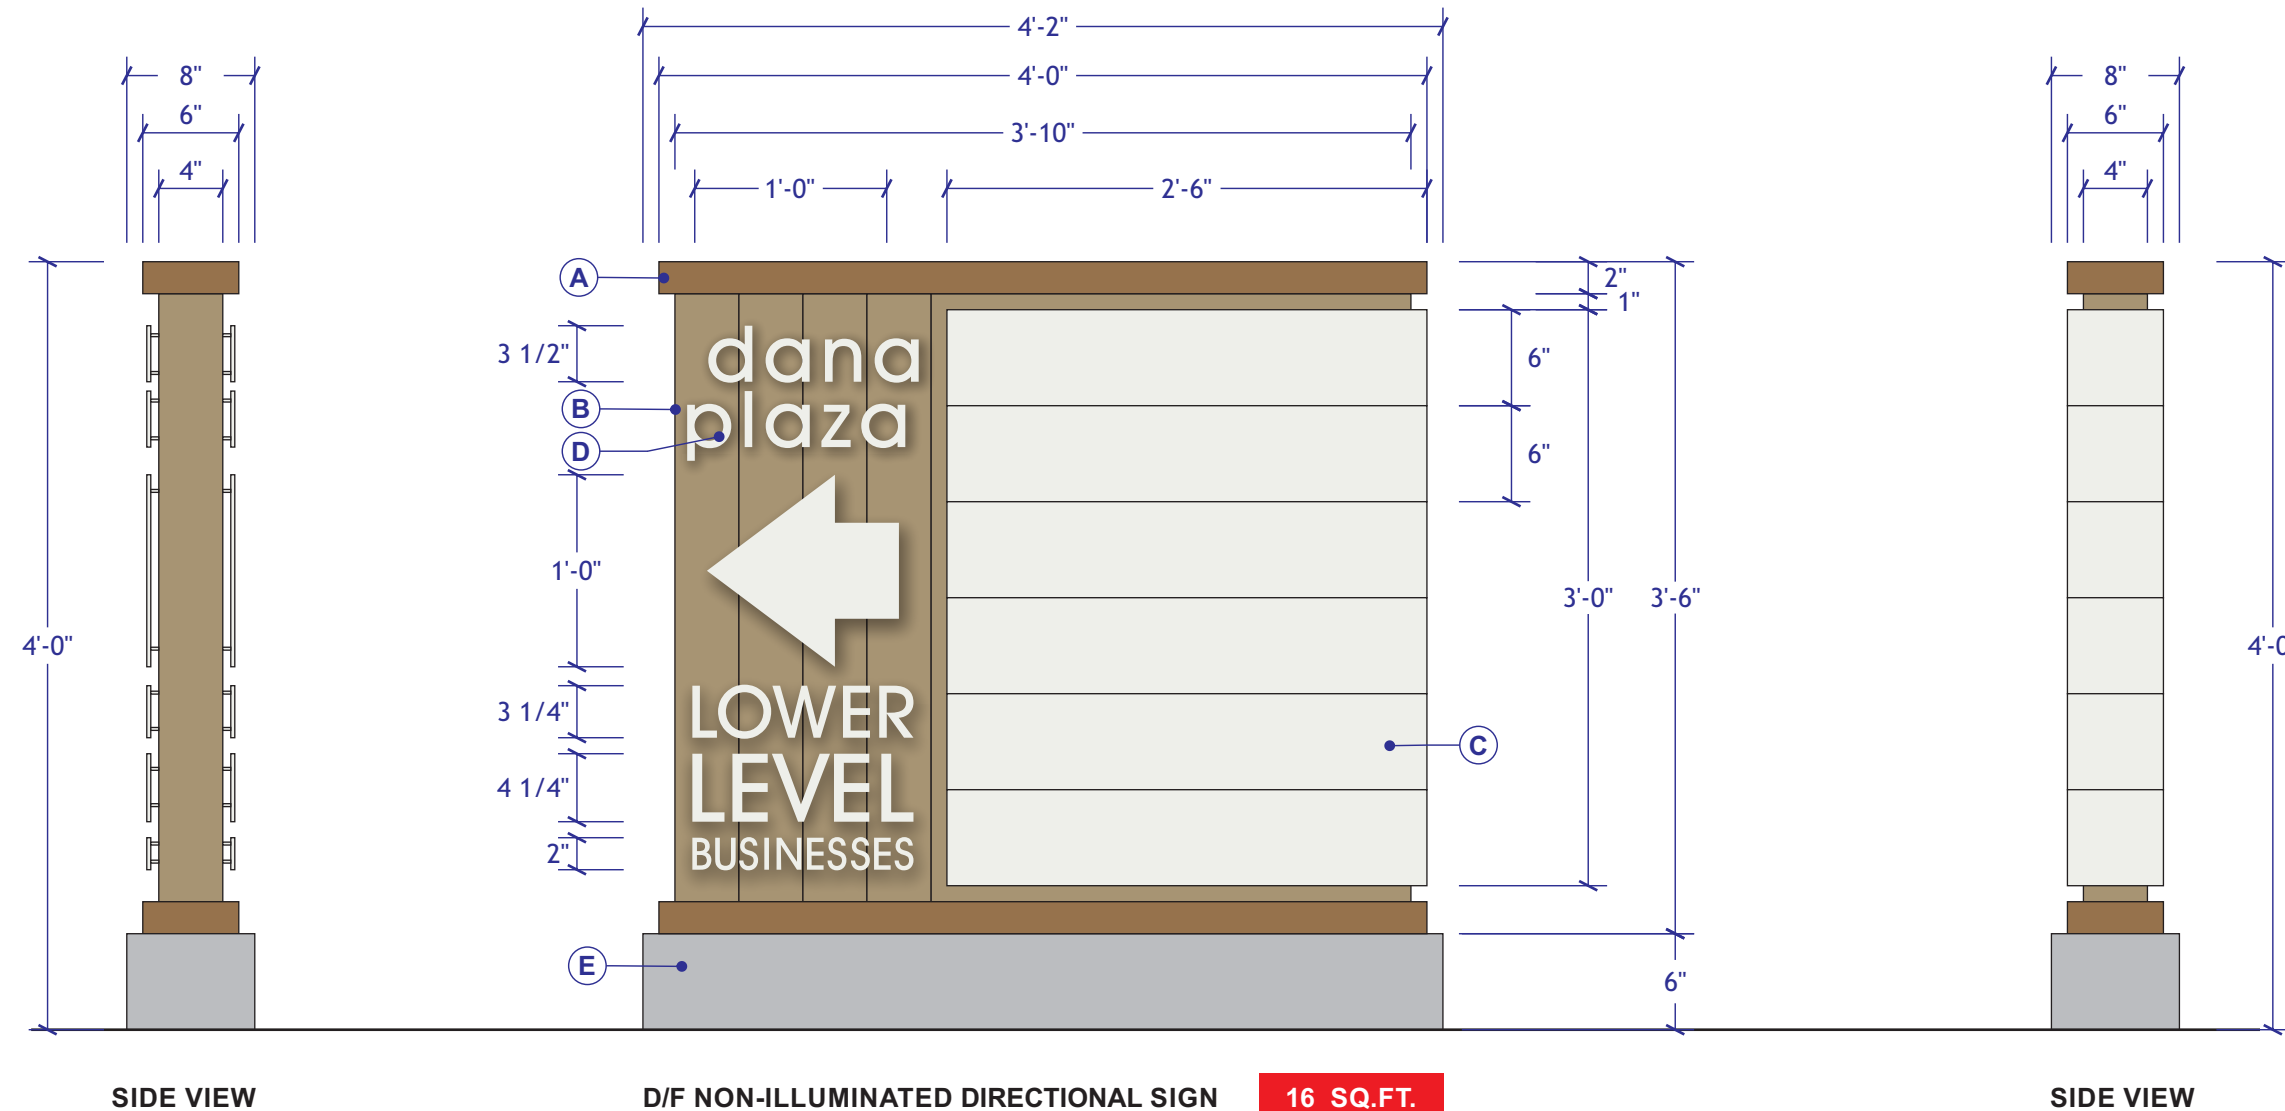 4'-2"
8"
4'-0"
8"
6"
3'-10"
6"
4"
1'-0"
2'-6"
4"
A
2"
1"
3 1/2"
dana
6"
B
plaza
D
6"
1'-0"
3'-0"
3'-6"
4'-0"
3 1/4"
LOWER
C
4 1/4"
LEVEL
2"
BUSINESSES
E
6"
SIDE VIEW
D/F NON-ILLUMINATED DIRECTIONAL SIGN
16 SQ.FT.
SIDE VIEW